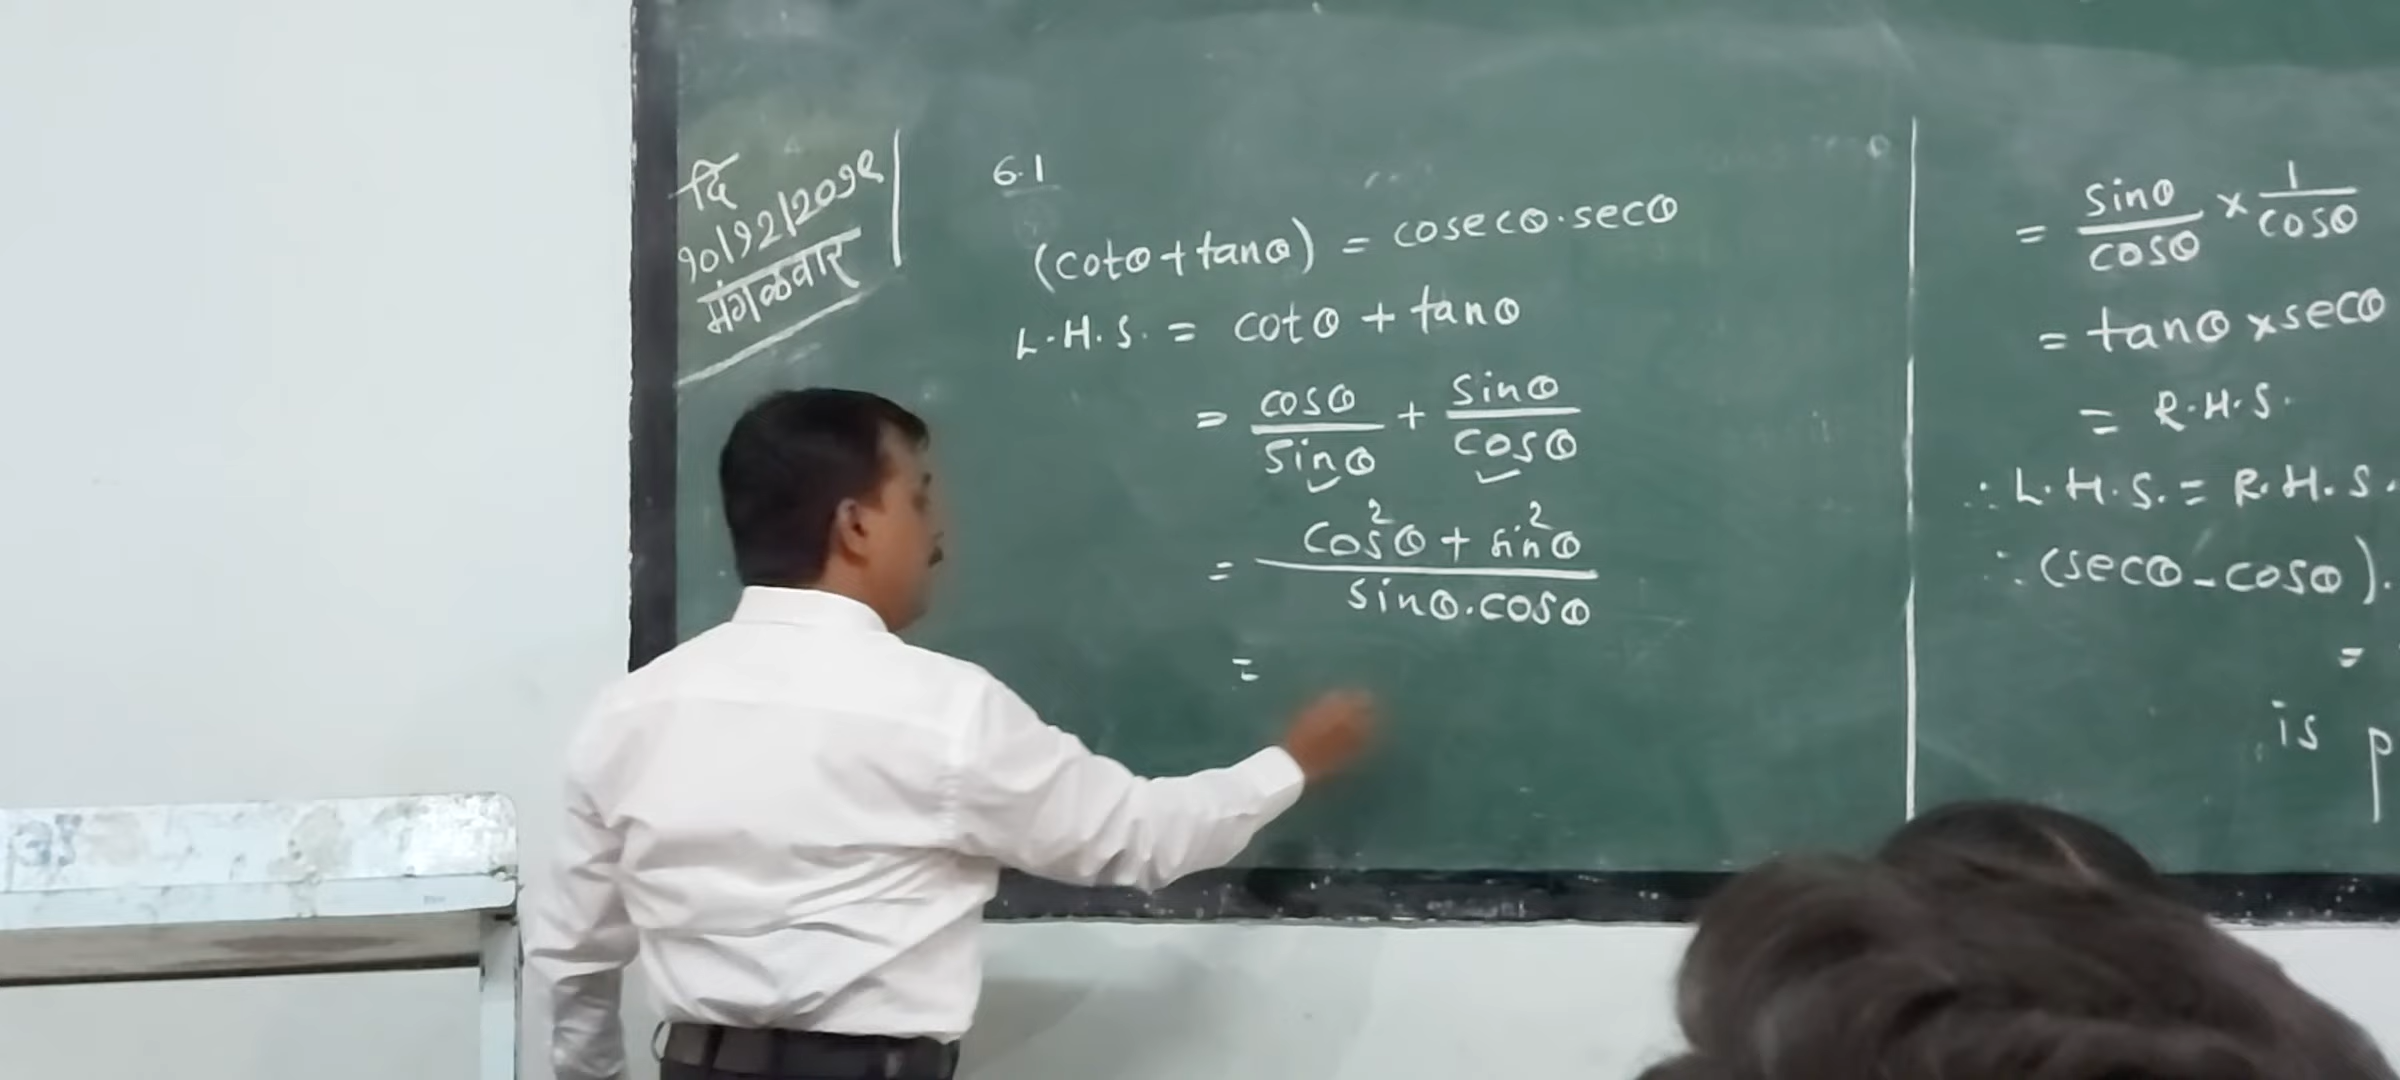 दि
१०/१२/२०१९
मंगळवार
6.1
(cotθ+tanθ) = cosecθ.secθ
L.H.S. = cotθ + tanθ
= cosθ/sinθ + sinθ/cosθ
= cos²θ + sin²θ / sinθ.cosθ
=
= sinθ/cosθ × 1/cosθ
= tanθ × secθ
= R.H.S.
∴ L.H.S. = R.H.S.
∴ (secθ - cosθ).
=
is p